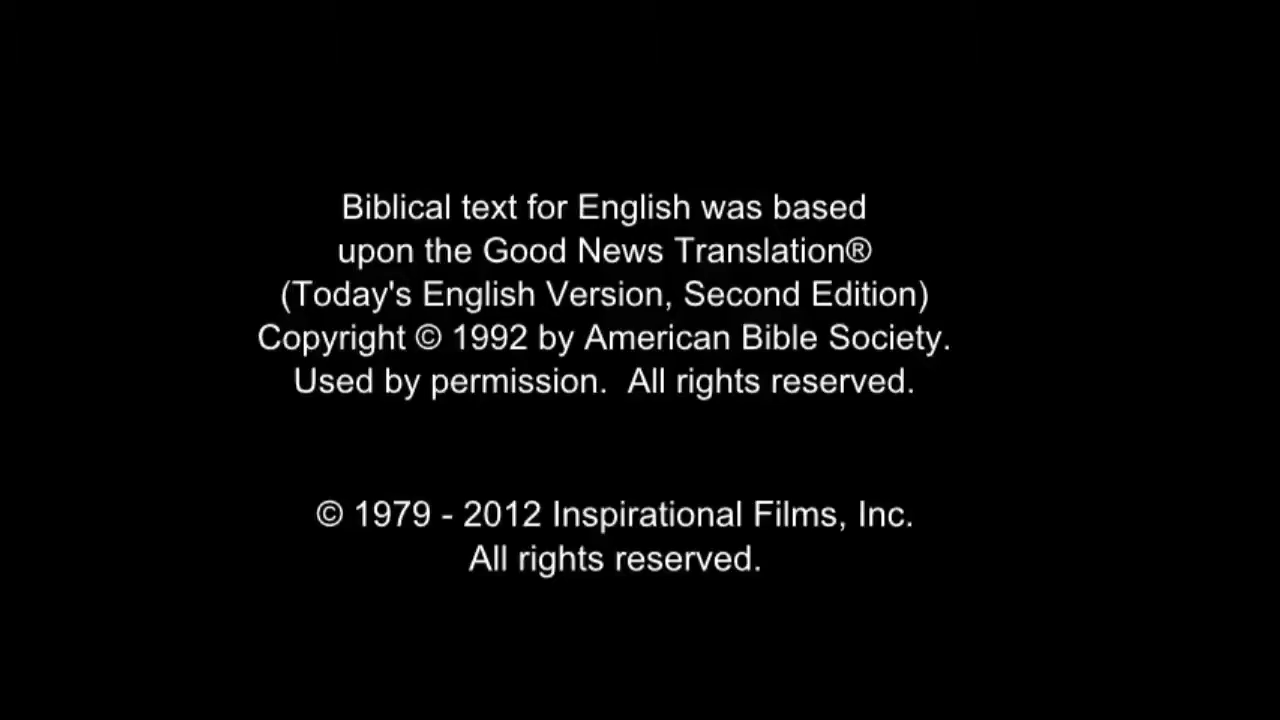 Biblical text for English was based
upon the Good News Translation®
(Today's English Version, Second Edition)
Copyright © 1992 by American Bible Society.
Used by permission.  All rights reserved.
© 1979 - 2012 Inspirational Films, Inc.
All rights reserved.